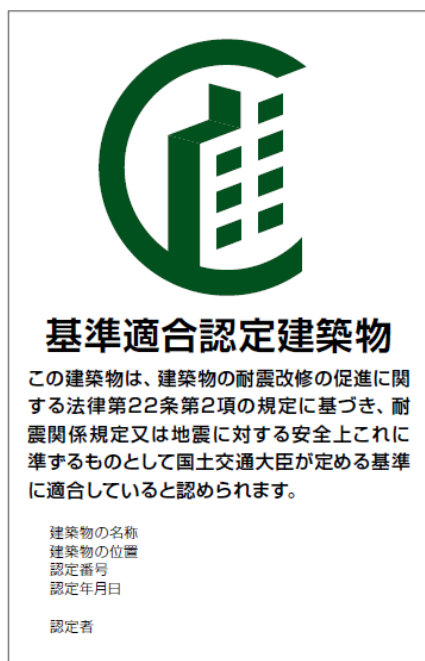 基準適合認定建築物
この建築物は、建築物の耐震改修の促進に関
する法律第22条第2項の規定に基づき、耐
震関係規定又は地震に対する安全上これに
準ずるものとして国土交通大臣が定める基準
に適合していると認められます。
建築物の名称
建築物の位置
認定番号
認定年月日
認定者